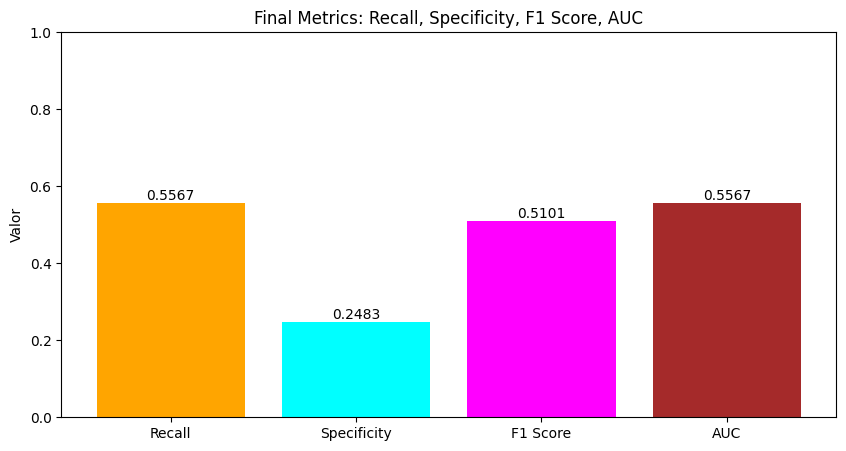 Final Metrics: Recall, Specificity, F1 Score, AUC
1.0
0.8
0.6
0.4
0.2
0.0
Valor
0.5567
0.2483
0.5101
0.5567
Recall
Specificity
F1 Score
AUC